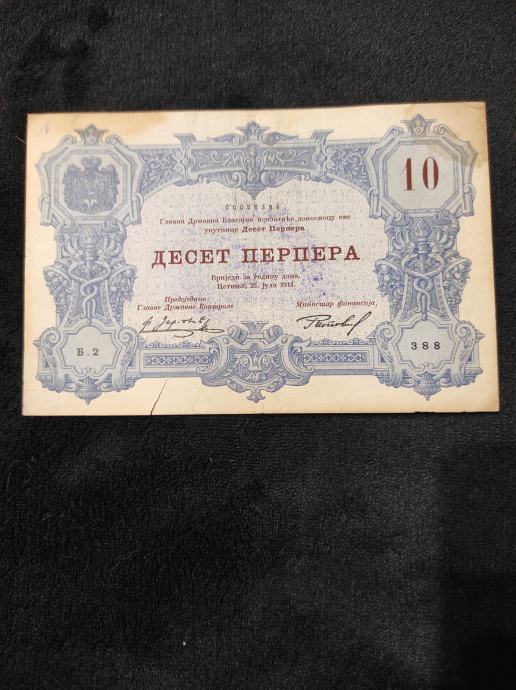 10
Главна Државна Благајна исплатиће доносиоцу ове
упутнице Десет Перпера
ДЕСЕТ ПЕРПЕРА
Вриједи за годину дана.
Цетиње, 25. јула 1914.
Предсједник
Главне Државне Контроле
Министар финансија,
Б. 2
388